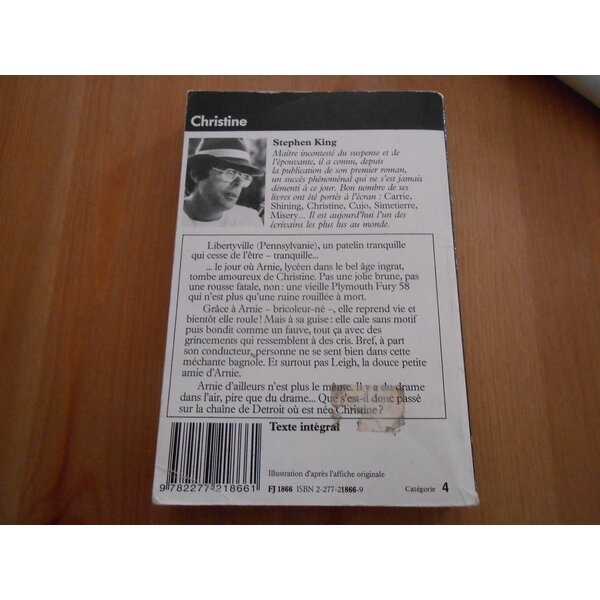 Christine
Stephen King
Maître incontesté du suspense et de
l'épouvante, il a connu, depuis
la publication de son premier roman,
un succès phénoménal qui ne s'est jamais
démenti à ce jour. Bon nombre de ses
livres ont été portés à l'écran : Carrie,
Shining, Christine, Cujo, Simetierre,
Misery... Il est aujourd'hui l'un des
écrivains les plus lus au monde.
Libertyville (Pennsylvanie), un patelin tranquille
qui cesse de l'être – tranquille...
... le jour où Arnie, lycéen dans le bel âge ingrat,
tombe amoureux de Christine. Pas une jolie brune, pas
une rousse fatale, non : une vieille Plymouth Fury 58
qui n'est plus qu'une ruine rouillée à mort.
Grâce à Arnie – bricoleur-né –, elle reprend vie et
bientôt elle roule ! Mais à sa guise : elle cale sans motif
puis bondit comme un fauve, tout ça avec des
grincements qui ressemblent à des cris. Bref, à part
son conducteur, personne ne se sent bien dans cette
méchante bagnole. Et surtout pas Leigh, la douce petite
amie d'Arnie.
Arnie d'ailleurs n'est plus le même. Il y a du drame
dans l'air, pire que du drame... Que s'est-il donc passé
sur la chaîne de Detroit où est née Christine ?
Texte intégral
Illustration d'après l'affiche originale
9 782277 218661
FJ 1866 ISBN 2-277-21866-9
Catégorie 4